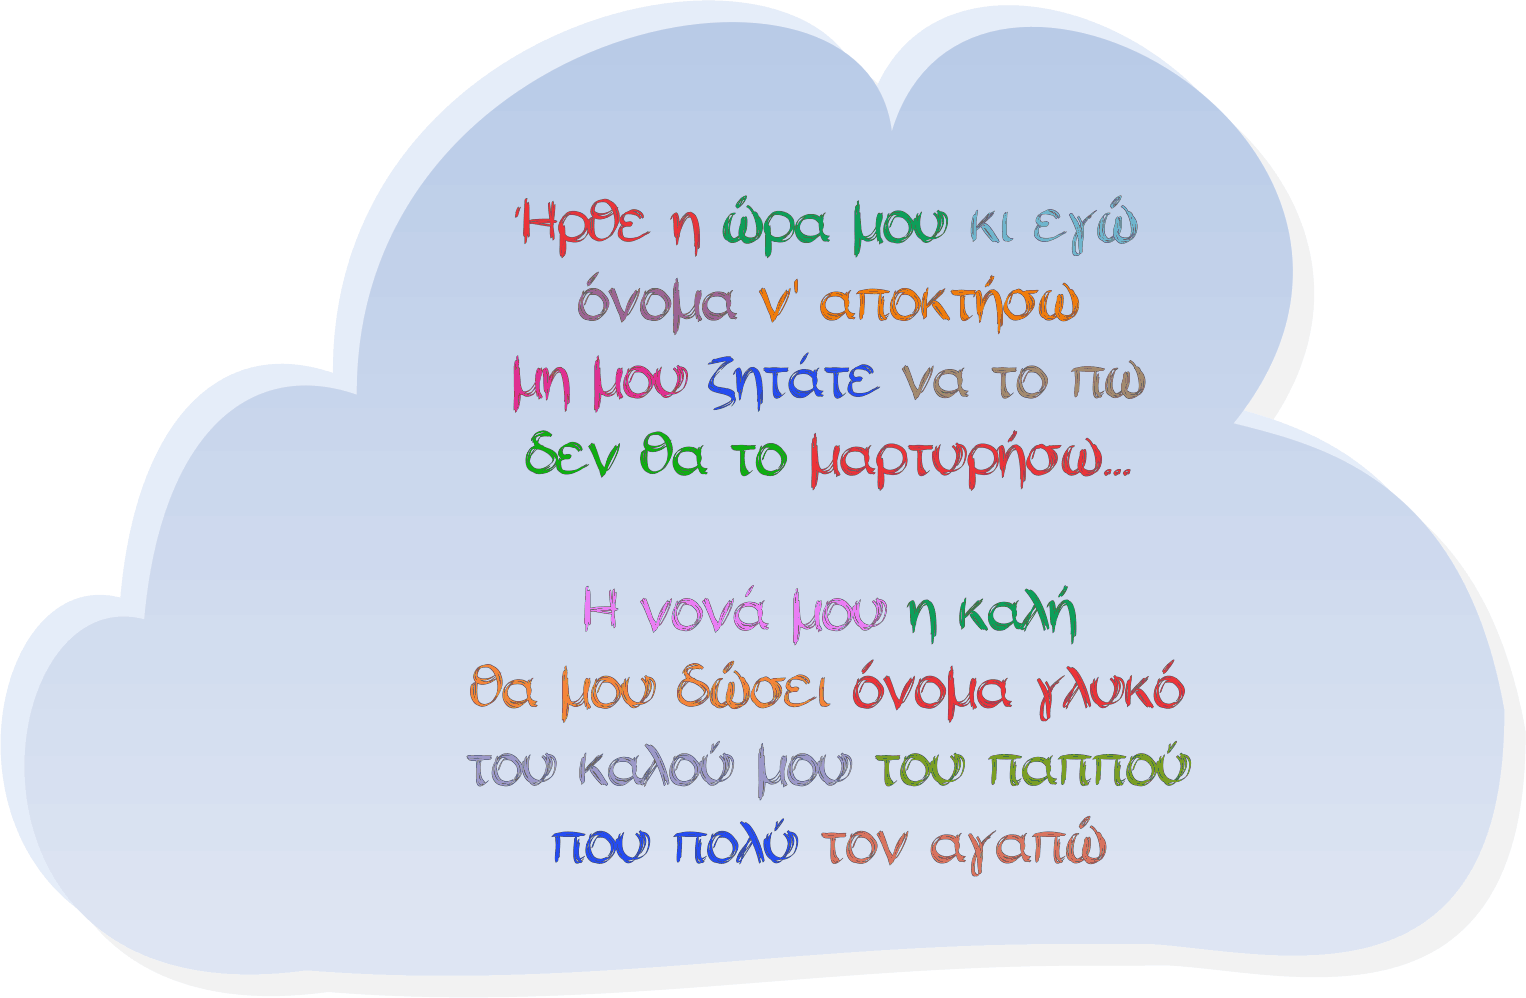 Ήρθε η ώρα μου κι εγώ
όνομα ν' αποκτήσω
μη μου ζητάτε να το πω
δεν θα το μαρτυρήσω...
Η νονά μου η καλή
θα μου δώσει όνομα γλυκό
του καλού μου του παππού
που πολύ τον αγαπώ